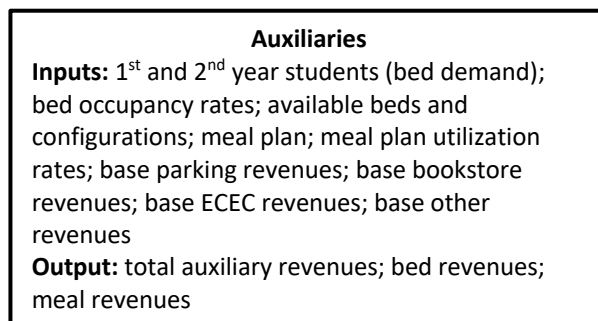 Auxiliaries
Inputs: 1st and 2nd year students (bed demand);
bed occupancy rates; available beds and
configurations; meal plan; meal plan utilization
rates; base parking revenues; base bookstore
revenues; base ECEC revenues; base other
revenues
Output: total auxiliary revenues; bed revenues;
meal revenues